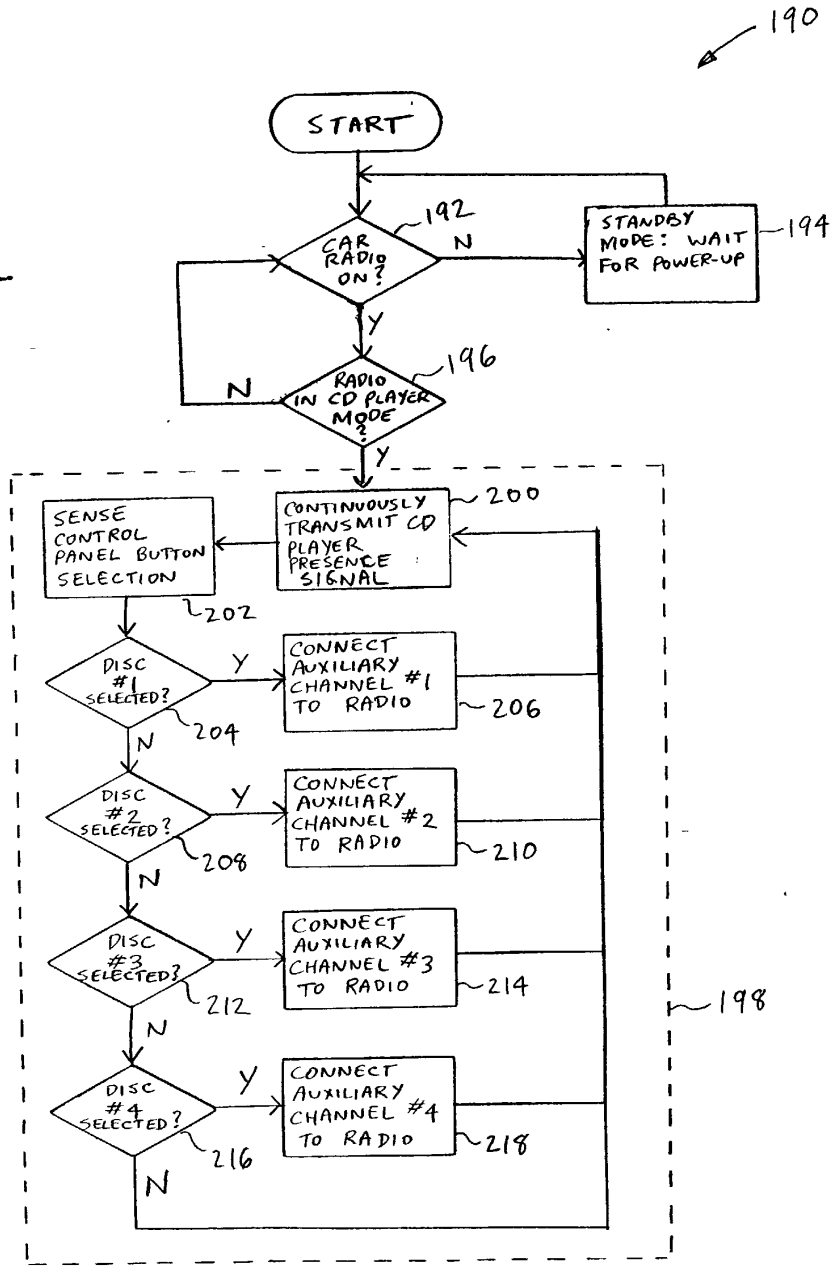 190
START
192
CAR
RADIO
ON?
N
STANDBY
MODE: WAIT
FOR POWER-UP
194
Y
196
RADIO
IN CD PLAYER
MODE
?
N
Y
200
CONTINUOUSLY
TRANSMIT CD
PLAYER
PRESENCE
SIGNAL
SENSE
CONTROL
PANEL BUTTON
SELECTION
202
DISC
#1
SELECTED?
204
Y
CONNECT
AUXILIARY
CHANNEL #1
TO RADIO
206
N
DISC
#2
SELECTED?
208
Y
CONNECT
AUXILIARY
CHANNEL #2
TO RADIO
210
N
DISC
#3
SELECTED?
212
Y
CONNECT
AUXILIARY
CHANNEL #3
TO RADIO
214
198
N
DISC
#4
SELECTED?
216
Y
CONNECT
AUXILIARY
CHANNEL #4
TO RADIO
218
N